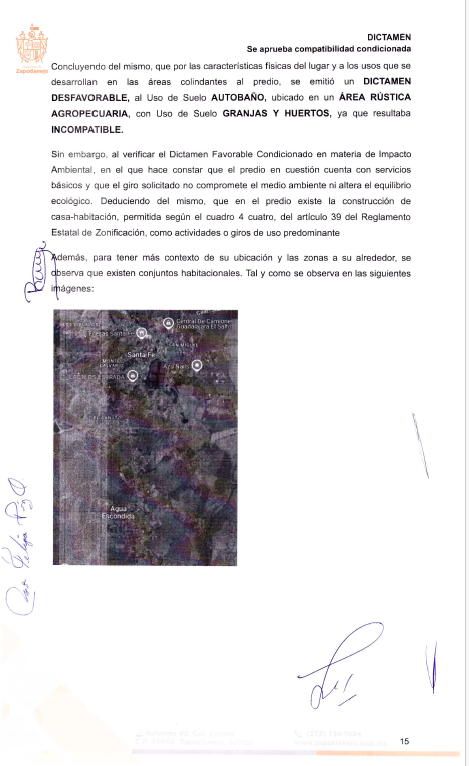 DICTAMEN
Se aprueba compatibilidad condicionada
Zapotlanejo
Concluyendo del mismo, que por las características físicas del lugar y a los usos que se
desarrollan en las áreas colindantes al predio, se emitió un DICTAMEN
DESFAVORABLE, al Uso de Suelo AUTOBAÑO, ubicado en un ÁREA RÚSTICA
AGROPECUARIA, con Uso de Suelo GRANJAS Y HUERTOS, ya que resultaba
INCOMPATIBLE.
Sin embargo, al verificar el Dictamen Favorable Condicionado en materia de Impacto
Ambiental, en el que hace constar que el predio en cuestión cuenta con servicios
básicos y que el giro solicitado no compromete el medio ambiente ni altera el equilibrio
ecológico. Deduciendo del mismo, que en el predio existe la construcción de
casa-habitación, permitida según el cuadro 4 cuatro, del artículo 39 del Reglamento
Estatal de Zonificación, como actividades o giros de uso predominante
Además, para tener más contexto de su ubicación y las zonas a su alrededor, se
observa que existen conjuntos habitacionales. Tal y como se observa en las siguientes
imágenes:
Central De Camiones
Guadalajara El Salto
Santa Fe
SAN MIGUEL
Santa Fe
Azu Nails
Agua
Escondida
15